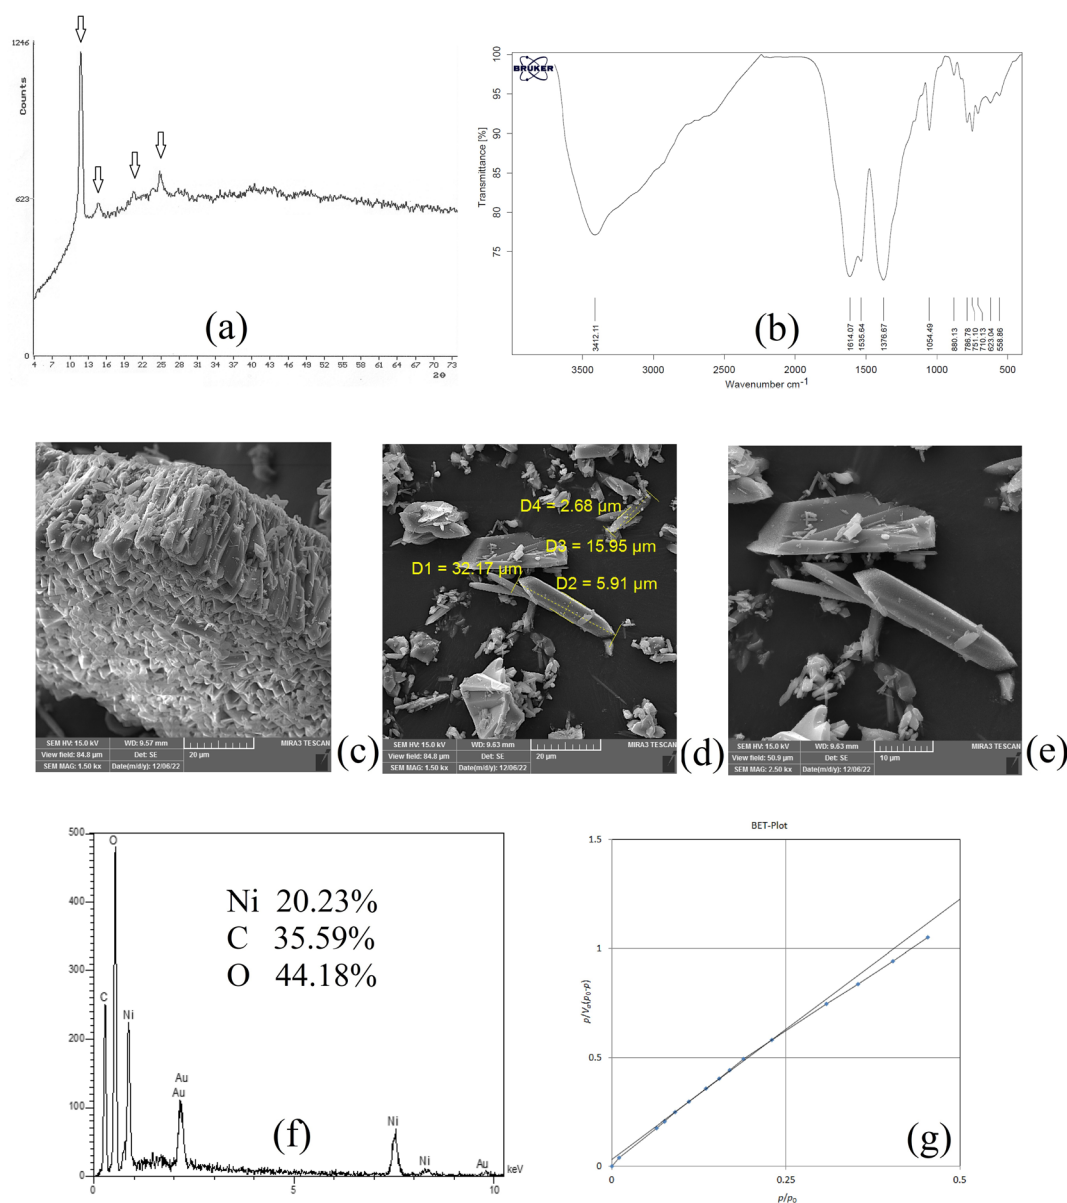 1246
Counts
623
0
4 7 10 13 16 19 22 25 28 31 34 37 40 43 46 49 52 55 58 61 64 67 70 73
2θ
(a)
BRUKER
Transmittance [%]
100
95
90
85
80
75
3412.11
1614.07
1535.64
1376.67
1054.49
880.13
786.78
751.10
710.13
623.04
558.86
3500 3000 2500 2000 1500 1000 500
Wavenumber cm-1
(b)
SEM HV: 15.0 kV WD: 9.57 mm MIRA3 TESCAN
View field: 84.8 µm Det: SE 20 µm
SEM MAG: 1.50 kx Date(m/d/y): 12/06/22
(c)
D4 = 2.68 µm
D3 = 15.95 µm
D1 = 32.17 µm
D2 = 5.91 µm
SEM HV: 15.0 kV WD: 9.63 mm MIRA3 TESCAN
View field: 84.8 µm Det: SE 20 µm
SEM MAG: 1.50 kx Date(m/d/y): 12/06/22
(d)
SEM HV: 15.0 kV WD: 9.63 mm MIRA3 TESCAN
View field: 50.9 µm Det: SE 10 µm
SEM MAG: 2.50 kx Date(m/d/y): 12/06/22
(e)
500
400
300
200
100
0
C
O
Ni
Au
Au
Ni
Ni
Au
keV
0 5 10
Ni 20.23%
C 35.59%
O 44.18%
(f)
BET-Plot
p/Va(p0-p)
1.5
1
0.5
0
0 0.25 0.5
p/p0
(g)